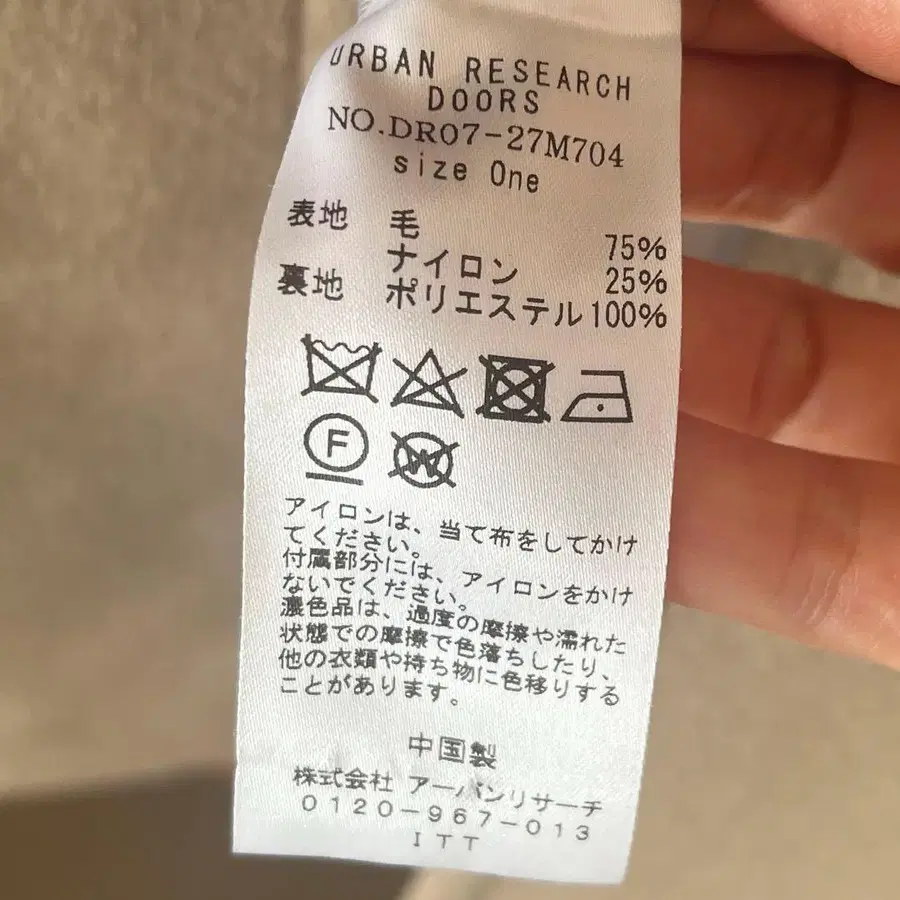 URBAN RESEARCH
DOORS
NO.DR07-27M704
size One
表地 毛 75%
ナイロン 25%
裏地 ポリエステル 100%
F W
アイロンは、当て布をしてかけ
てください。
付属部分には、アイロンをかけ
ないでください。
濃色品は、過度の摩擦や濡れた
状態での摩擦で色落ちしたり、
他の衣類や持ち物に色移りする
ことがあります。
中国製
株式会社 アーバンリサーチ
0120-967-013
ITT